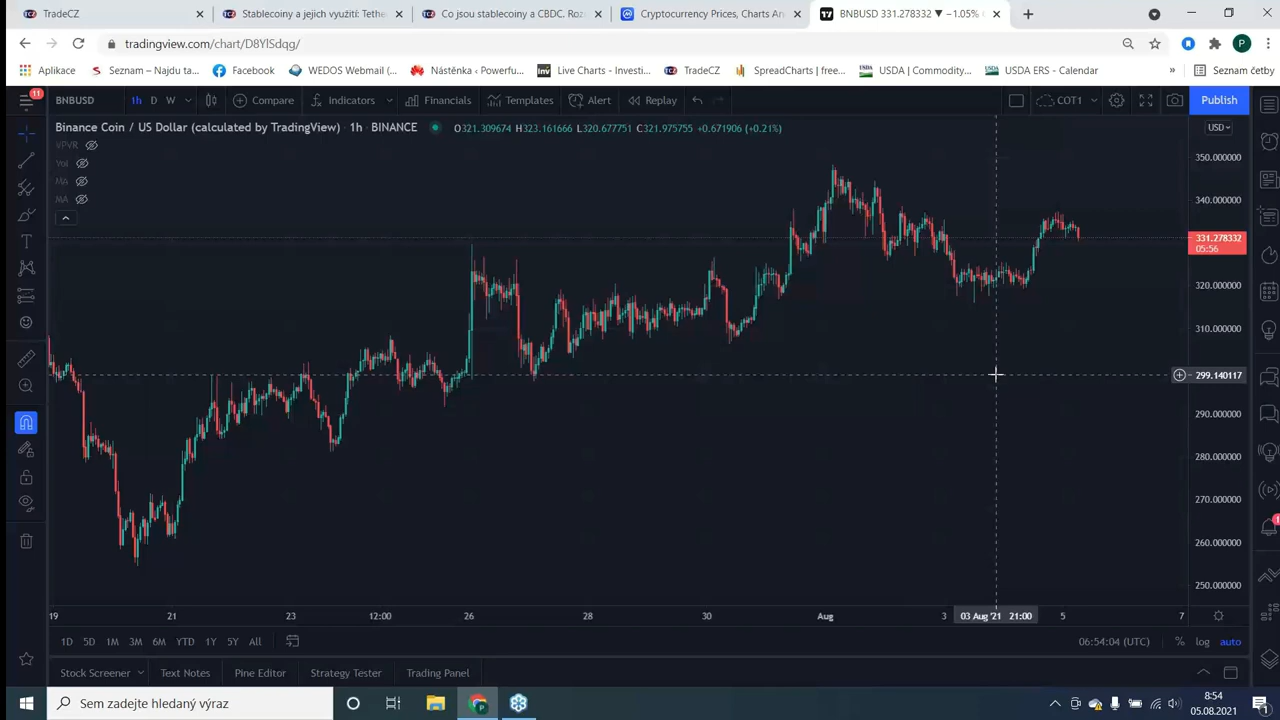 TradeCZ
Stablecoiny a jejich využití: Tethe
Co jsou stablecoiny a CBDC. Roz
Cryptocurrency Prices, Charts An
BNBUSD 331.278332 ▼ −1.05%
tradingview.com/chart/D8YlSdqg/
P
Aplikace
Seznam – Najdu ta...
Facebook
WEDOS Webmail (...
Nástěnka ‹ Powerfu...
Live Charts - Investi...
TradeCZ
SpreadCharts | free...
USDA | Commodity...
USDA ERS - Calendar
»
Seznam četby
11
BNBUSD
1h
D
W
Compare
Indicators
Financials
Templates
Alert
Replay
COT1
Publish
Binance Coin / US Dollar (calculated by TradingView) · 1h · BINANCE
O321.309674 H323.161666 L320.677751 C321.975755 +0.671906 (+0.21%)
USD
VPVR
Vol
MA
MA
350.000000
340.000000
331.278332
05:56
320.000000
310.000000
299.140117
290.000000
280.000000
270.000000
260.000000
250.000000
19
21
23
12:00
26
28
30
Aug
3
03 Aug '21 21:00
5
7
1D
5D
1M
3M
6M
YTD
1Y
5Y
All
06:54:04 (UTC)
%
log
auto
Stock Screener
Text Notes
Pine Editor
Strategy Tester
Trading Panel
Sem zadejte hledaný výraz
8:54
05.08.2021